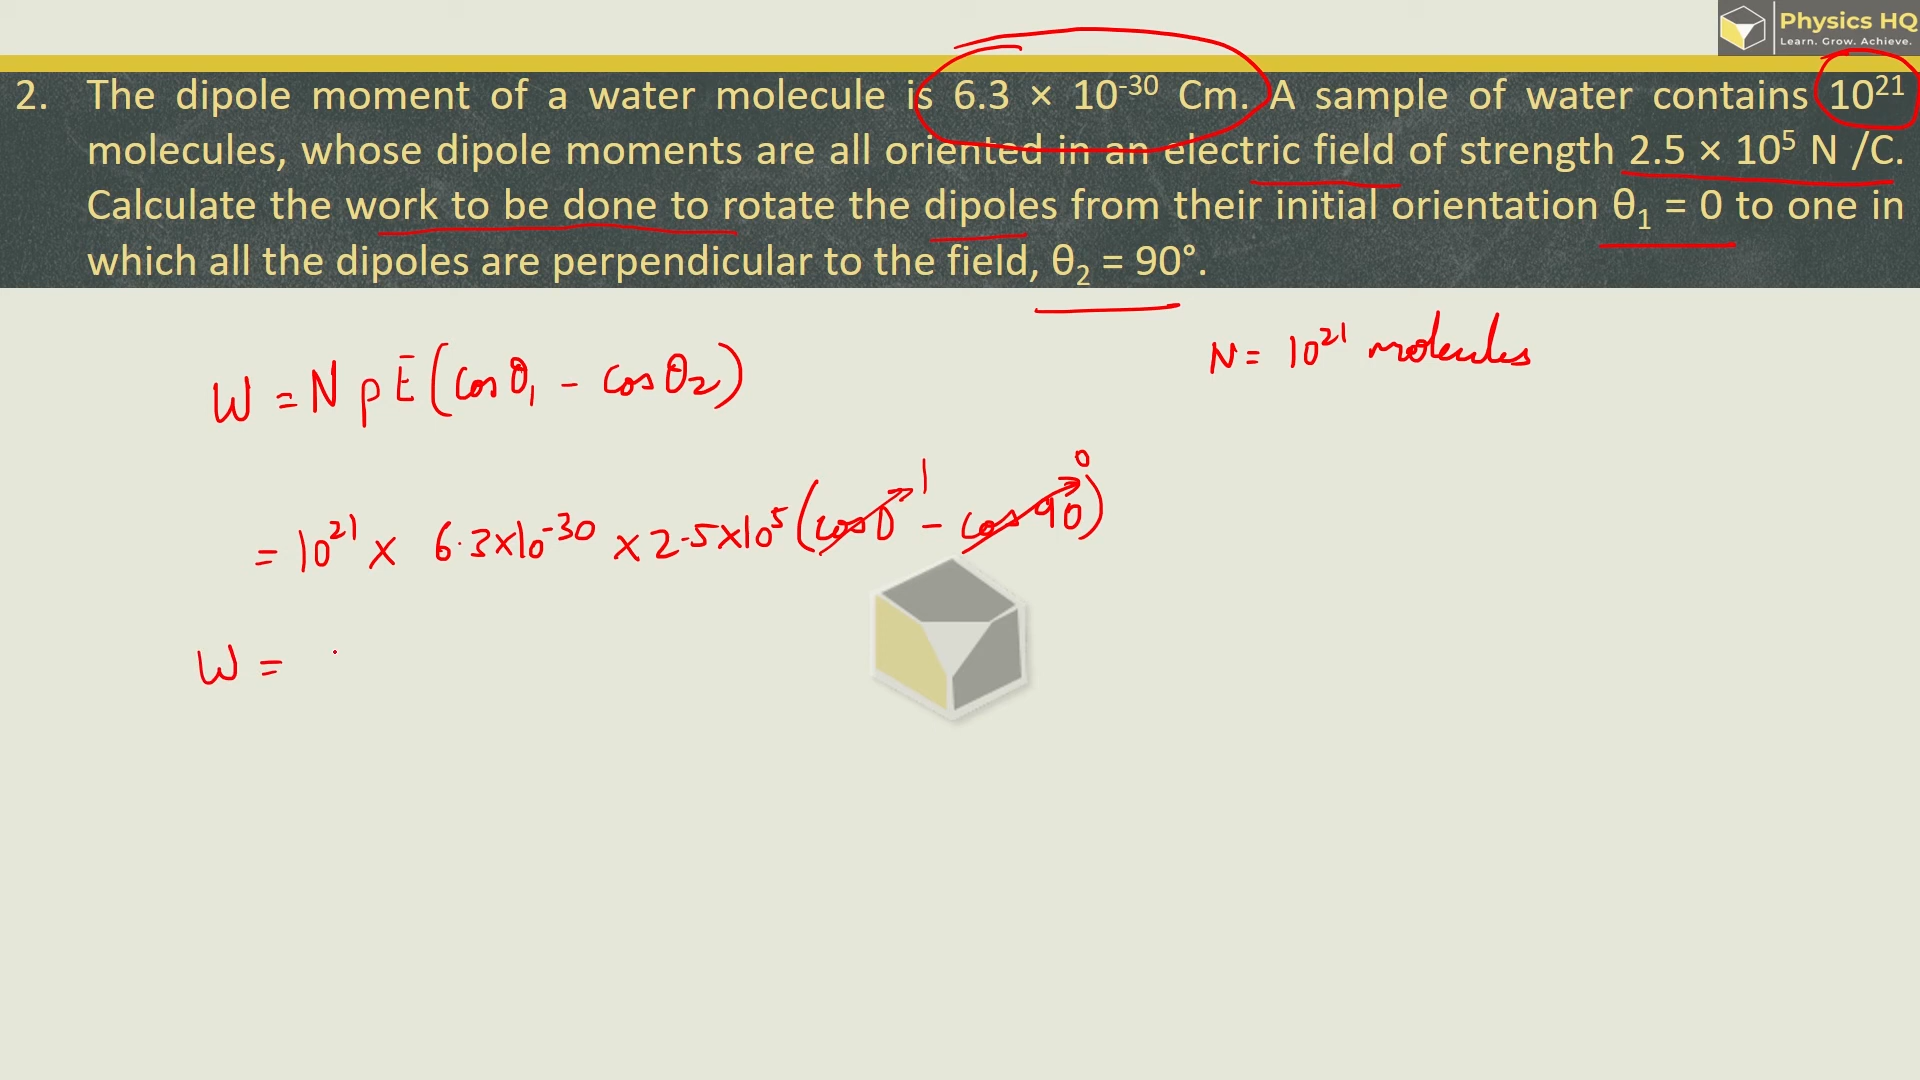 Physics HQ
Learn. Grow. Achieve.
2. The dipole moment of a water molecule is 6.3 × 10⁻³⁰ Cm. A sample of water contains 10²¹
molecules, whose dipole moments are all oriented in an electric field of strength 2.5 × 10⁵ N /C.
Calculate the work to be done to rotate the dipoles from their initial orientation θ₁ = 0 to one in
which all the dipoles are perpendicular to the field, θ₂ = 90°.
N = 10²¹ molecules
W = N p E (cos θ₁ - cos θ₂)
1 0
= 10²¹ × 6.3×10⁻³⁰ × 2.5×10⁵ (cos 0 - cos 90)
W =